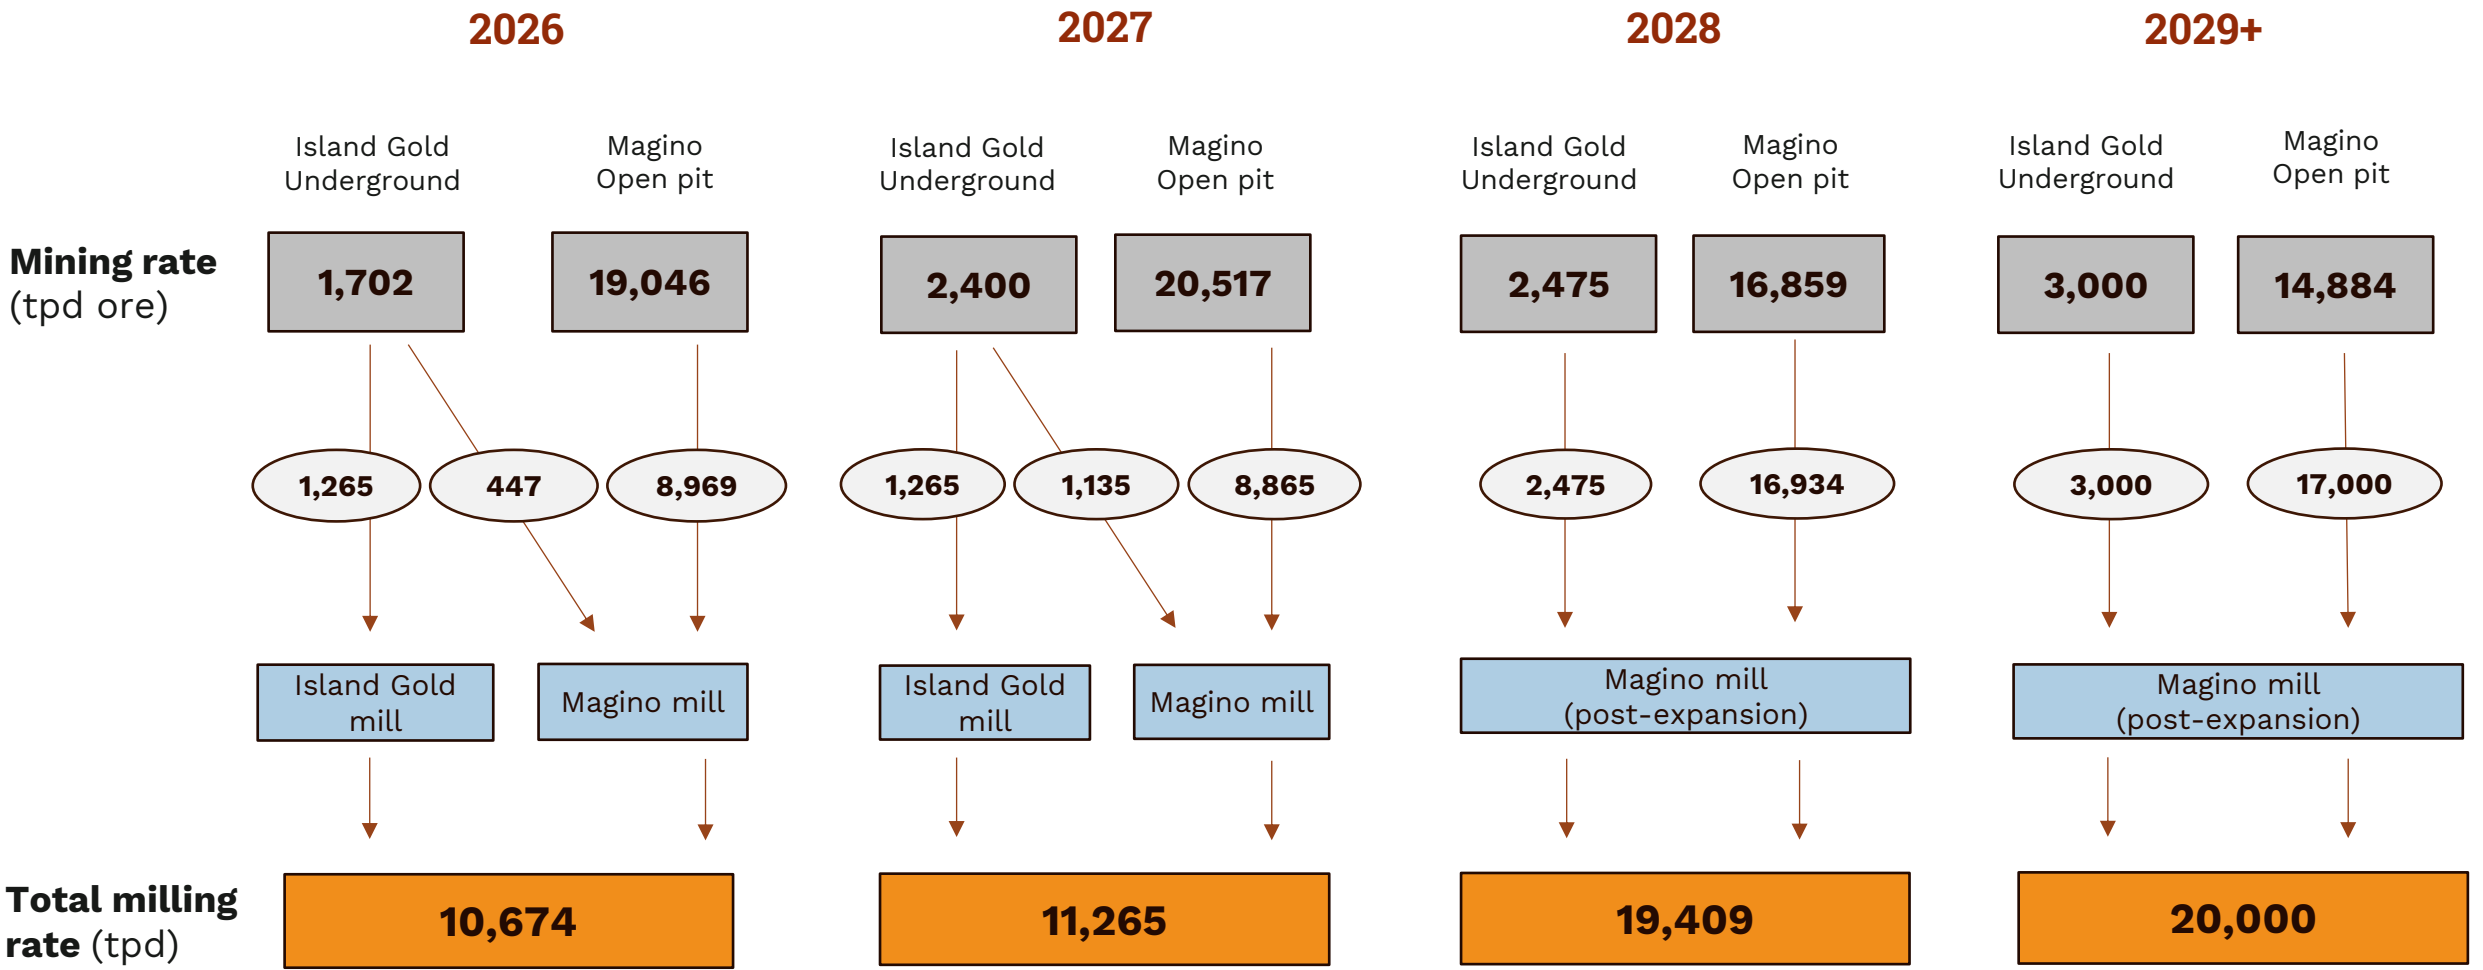 2026
2027
2028
2029+
Island Gold
Underground
Magino
Open pit
Island Gold
Underground
Magino
Open pit
Island Gold
Underground
Magino
Open pit
Island Gold
Underground
Magino
Open pit
Mining rate
(tpd ore)
1,702
19,046
2,400
20,517
2,475
16,859
3,000
14,884
1,265
447
8,969
1,265
1,135
8,865
2,475
16,934
3,000
17,000
Island Gold
mill
Magino mill
Island Gold
mill
Magino mill
Magino mill
(post-expansion)
Magino mill
(post-expansion)
Total milling
rate (tpd)
10,674
11,265
19,409
20,000